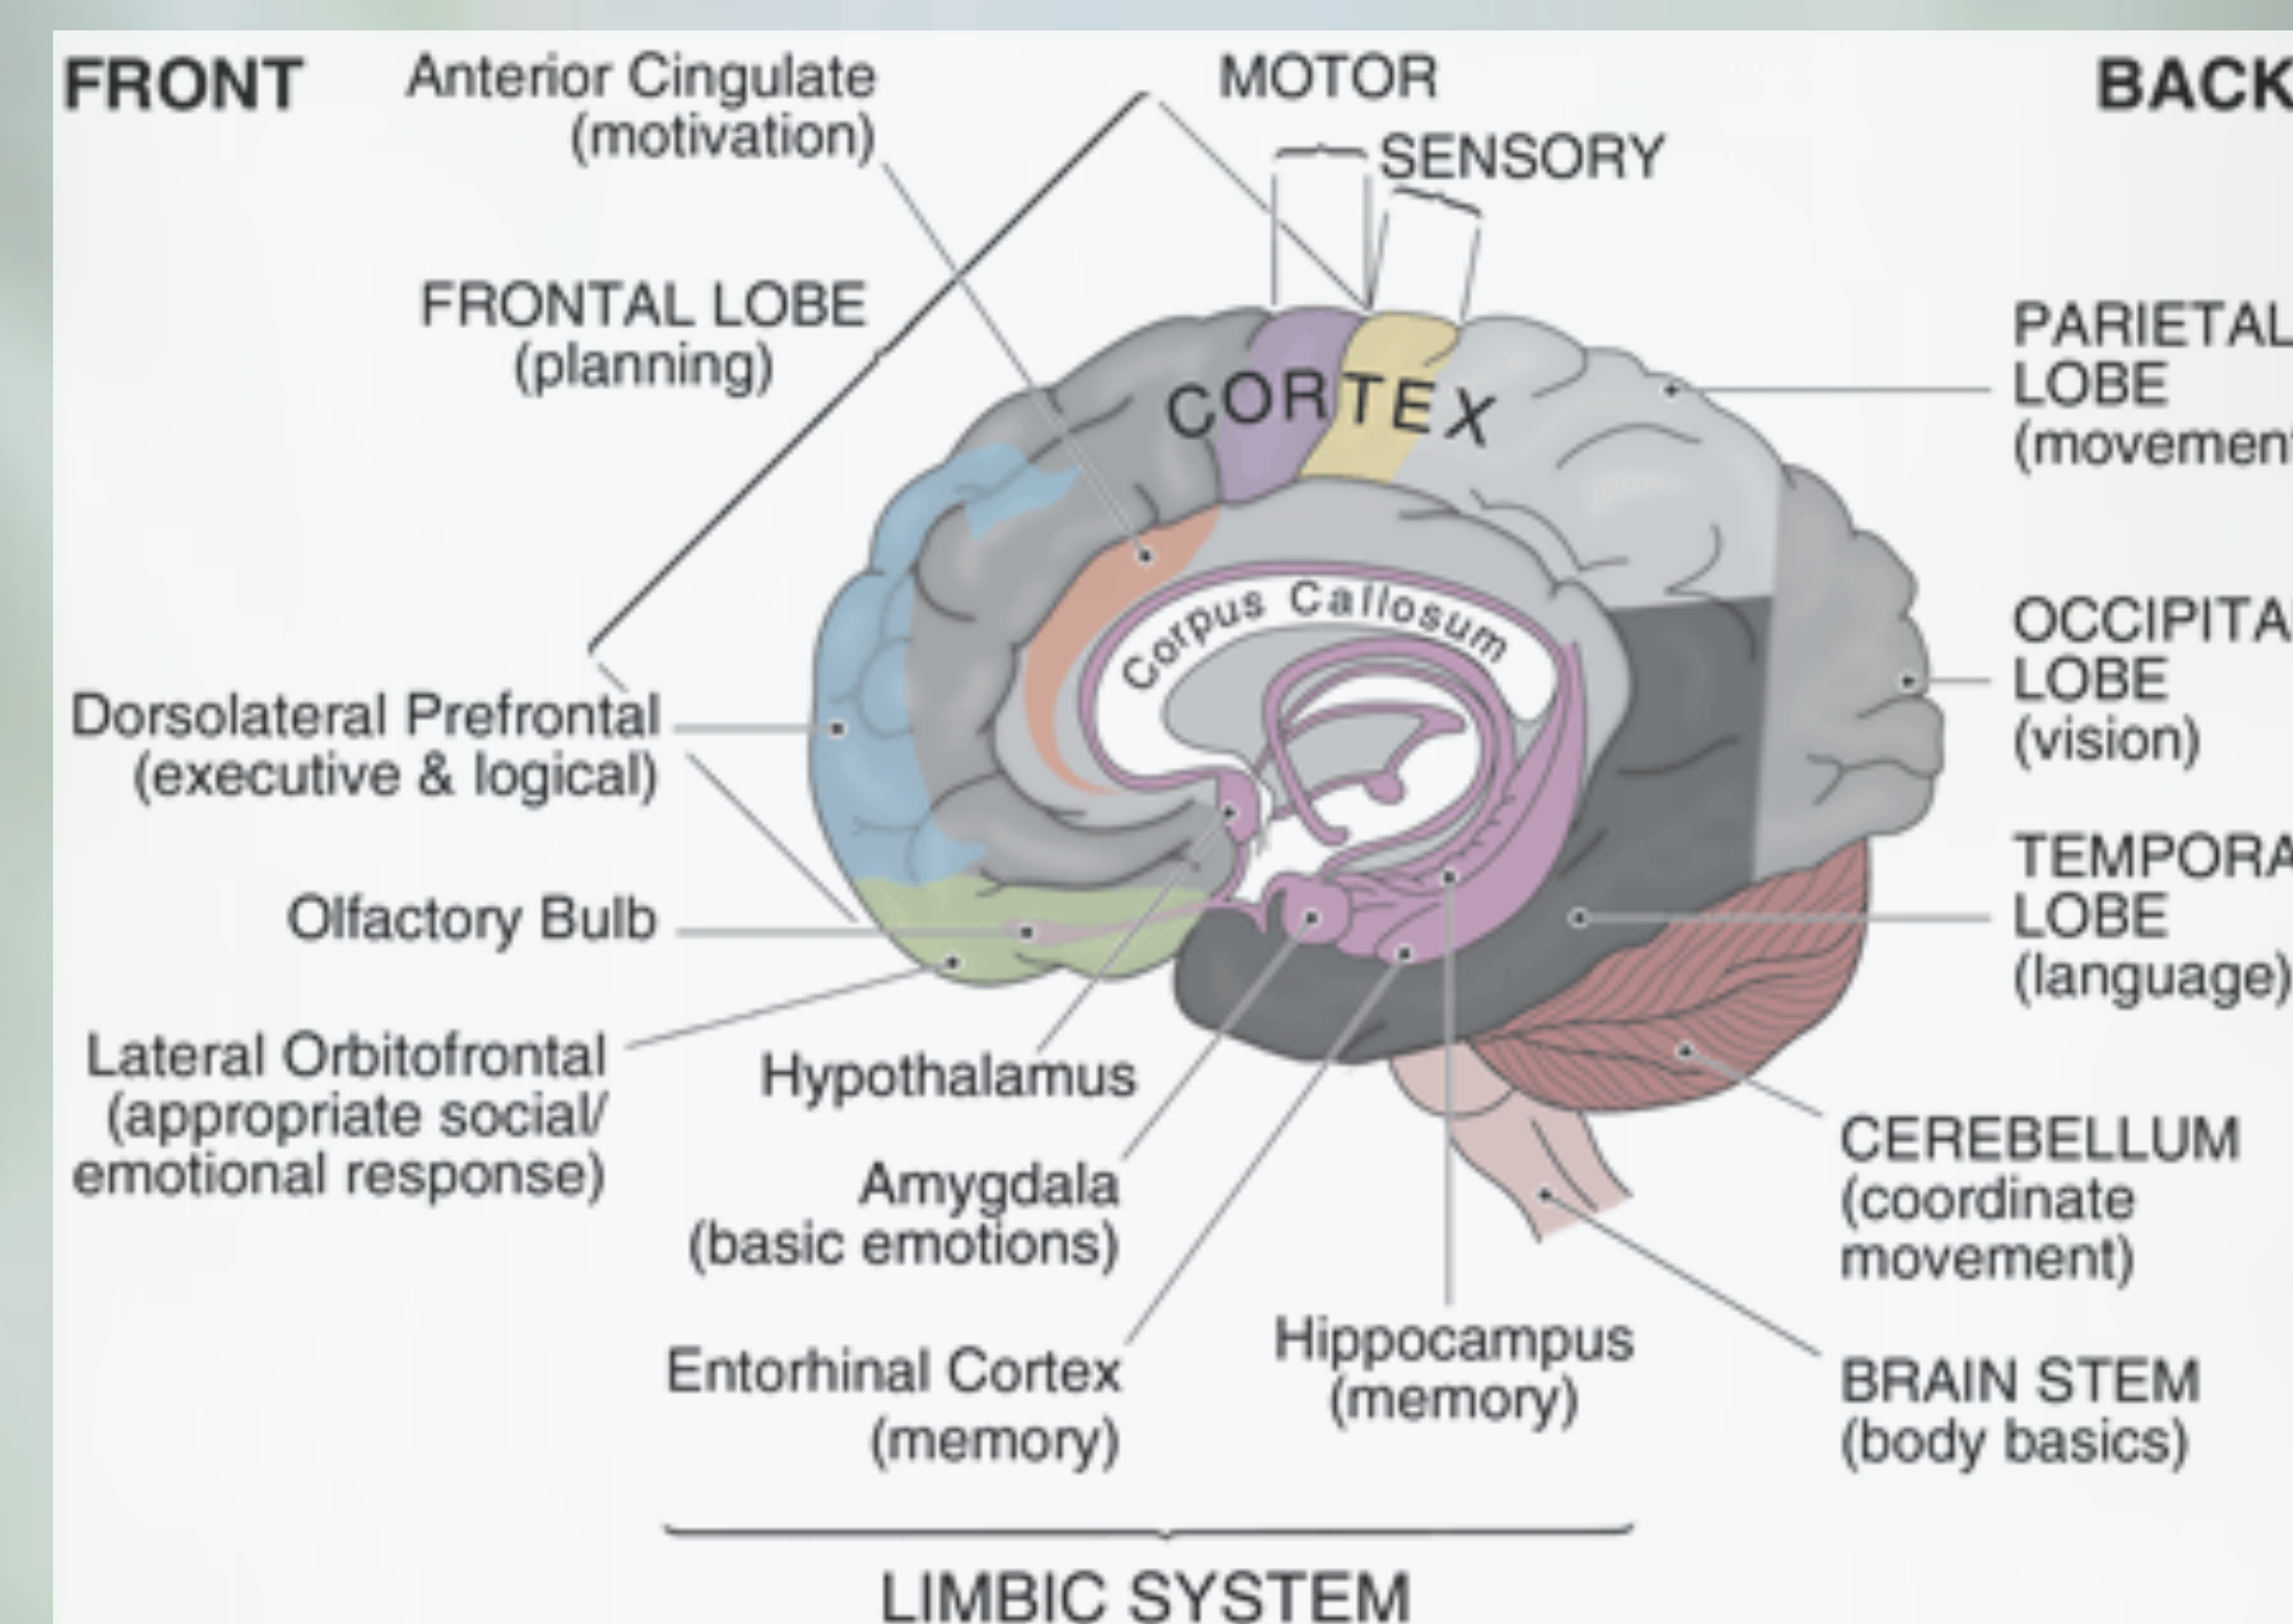 FRONT
Anterior Cingulate
(motivation)
MOTOR
SENSORY
BACK
FRONTAL LOBE
(planning)
CORTEX
Corpus Callosum
PARIETAL
LOBE
(movement
OCCIPITA
LOBE
(vision)
TEMPORA
LOBE
(language)
Dorsolateral Prefrontal
(executive & logical)
Olfactory Bulb
Lateral Orbitofrontal
(appropriate social/
emotional response)
Hypothalamus
Amygdala
(basic emotions)
Entorhinal Cortex
(memory)
Hippocampus
(memory)
CEREBELLUM
(coordinate
movement)
BRAIN STEM
(body basics)
LIMBIC SYSTEM